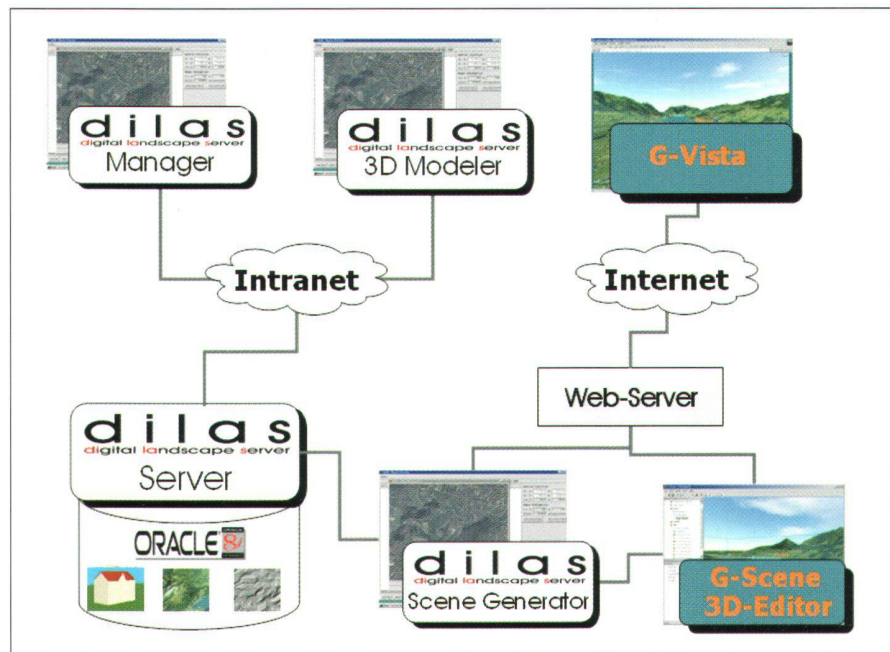 dilas
digital landscape server
Manager
dilas
digital landscape server
3D Modeler
G-Vista
Intranet
Internet
Web-Server
dilas
digital landscape server
Server
ORACLE 8i
dilas
digital landscape server
Scene Generator
G-Scene
3D-Editor